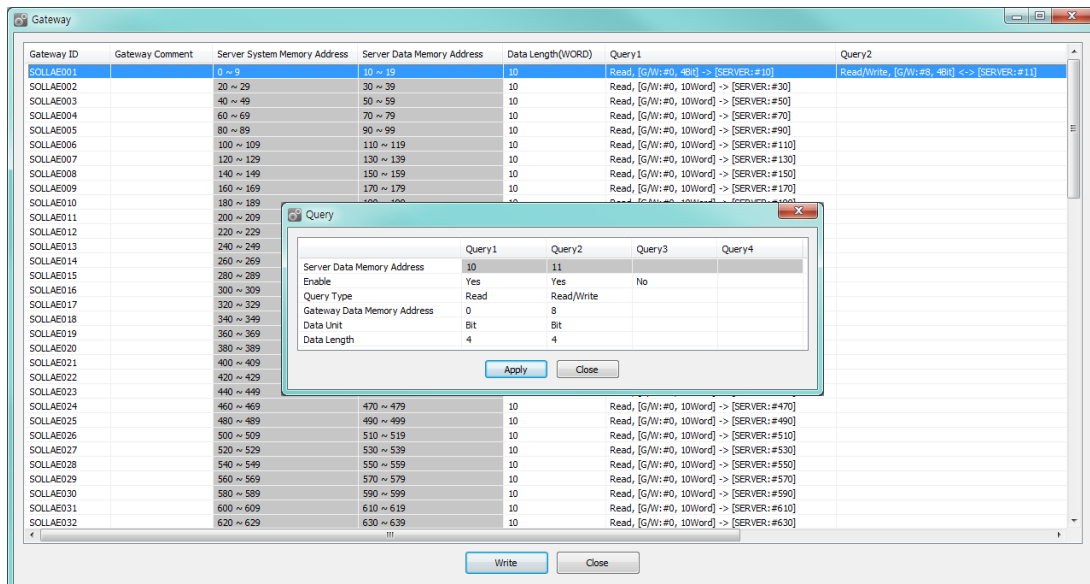 Gateway
Gateway ID Gateway Comment Server System Memory Address Server Data Memory Address Data Length(WORD) Query1 Query2
SOLLAE001 0 ~ 9 10 ~ 19 10 Read, [G/W:#0, 4Bit] -> [SERVER:#10] Read/Write, [G/W:#8, 4Bit] <-> [SERVER:#11]
SOLLAE002 20 ~ 29 30 ~ 39 10 Read, [G/W:#0, 10Word] -> [SERVER:#30]
SOLLAE003 40 ~ 49 50 ~ 59 10 Read, [G/W:#0, 10Word] -> [SERVER:#50]
SOLLAE004 60 ~ 69 70 ~ 79 10 Read, [G/W:#0, 10Word] -> [SERVER:#70]
SOLLAE005 80 ~ 89 90 ~ 99 10 Read, [G/W:#0, 10Word] -> [SERVER:#90]
SOLLAE006 100 ~ 109 110 ~ 119 10 Read, [G/W:#0, 10Word] -> [SERVER:#110]
SOLLAE007 120 ~ 129 130 ~ 139 10 Read, [G/W:#0, 10Word] -> [SERVER:#130]
SOLLAE008 140 ~ 149 150 ~ 159 10 Read, [G/W:#0, 10Word] -> [SERVER:#150]
SOLLAE009 160 ~ 169 170 ~ 179 10 Read, [G/W:#0, 10Word] -> [SERVER:#170]
SOLLAE010 180 ~ 189
SOLLAE011 200 ~ 209
SOLLAE012 220 ~ 229
SOLLAE013 240 ~ 249
SOLLAE014 260 ~ 269
SOLLAE015 280 ~ 289
SOLLAE016 300 ~ 309
SOLLAE017 320 ~ 329
SOLLAE018 340 ~ 349
SOLLAE019 360 ~ 369
SOLLAE020 380 ~ 389
SOLLAE021 400 ~ 409
SOLLAE022 420 ~ 429
SOLLAE023 440 ~ 449
Query
Query1 Query2 Query3 Query4
Server Data Memory Address 10 11
Enable Yes Yes No
Query Type Read Read/Write
Gateway Data Memory Address 0 8
Data Unit Bit Bit
Data Length 4 4
Apply Close
SOLLAE024 460 ~ 469 470 ~ 479 10 Read, [G/W:#0, 10Word] -> [SERVER:#470]
SOLLAE025 480 ~ 489 490 ~ 499 10 Read, [G/W:#0, 10Word] -> [SERVER:#490]
SOLLAE026 500 ~ 509 510 ~ 519 10 Read, [G/W:#0, 10Word] -> [SERVER:#510]
SOLLAE027 520 ~ 529 530 ~ 539 10 Read, [G/W:#0, 10Word] -> [SERVER:#530]
SOLLAE028 540 ~ 549 550 ~ 559 10 Read, [G/W:#0, 10Word] -> [SERVER:#550]
SOLLAE029 560 ~ 569 570 ~ 579 10 Read, [G/W:#0, 10Word] -> [SERVER:#570]
SOLLAE030 580 ~ 589 590 ~ 599 10 Read, [G/W:#0, 10Word] -> [SERVER:#590]
SOLLAE031 600 ~ 609 610 ~ 619 10 Read, [G/W:#0, 10Word] -> [SERVER:#610]
SOLLAE032 620 ~ 629 630 ~ 639 10 Read, [G/W:#0, 10Word] -> [SERVER:#630]
Write Close